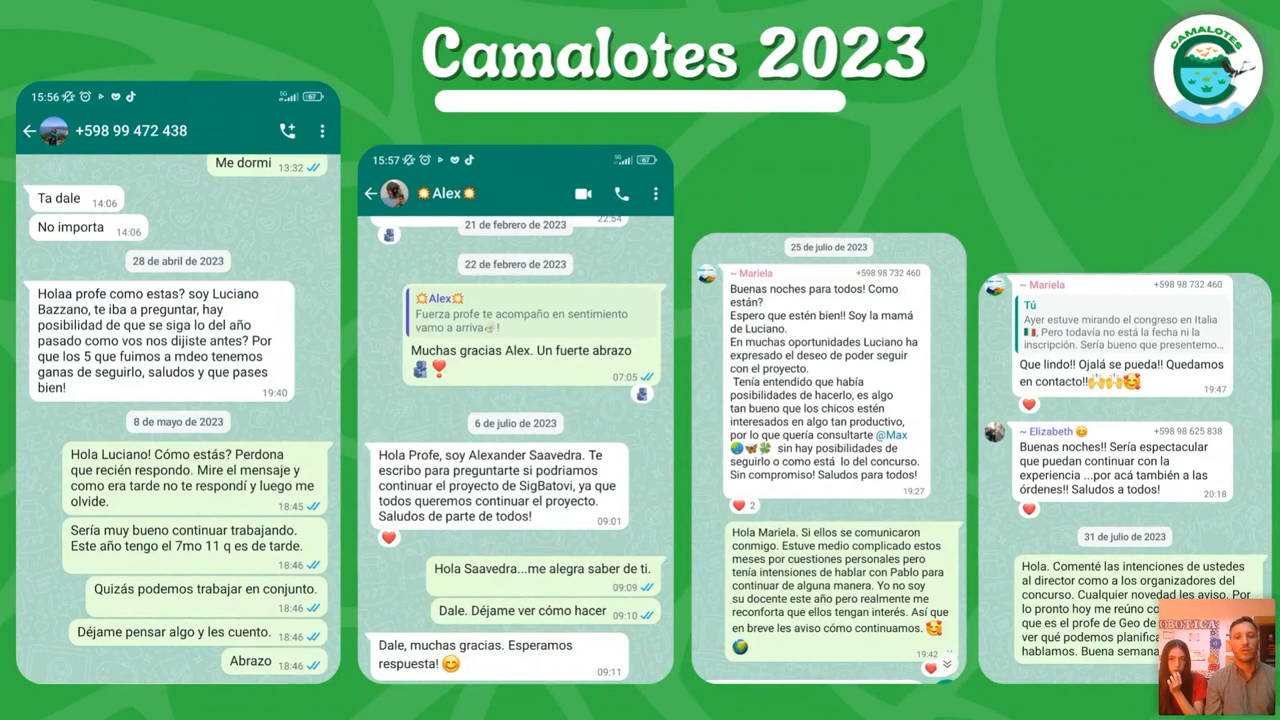 Camalotes 2023
CAMALOTES
15:56
5G
67
+598 99 472 438
Me dormi 13:32
Ta dale 14:06
No importa 14:06
28 de abril de 2023
Holaa profe como estas? soy Luciano
Bazzano, te iba a preguntar, hay
posibilidad de que se siga lo del año
pasado como vos nos dijiste antes? Por
que los 5 que fuimos a mdeo tenemos
ganas de seguirlo, saludos y que pases
bien!
19:40
8 de mayo de 2023
Hola Luciano! Cómo estás? Perdona
que recién respondo. Mire el mensaje y
como era tarde no te respondí y luego me
olvide.
18:45
Sería muy bueno continuar trabajando.
Este año tengo el 7mo 11 q es de tarde.
18:46
Quizás podemos trabajar en conjunto.
18:46
Déjame pensar algo y les cuento. 18:46
Abrazo 18:46
15:57
5G
67
Alex
22:54
21 de febrero de 2023
22 de febrero de 2023
Alex
Fuerza profe te acompaño en sentimiento
vamo a arriva !
Muchas gracias Alex. Un fuerte abrazo
07:05
6 de julio de 2023
Hola Profe, soy Alexander Saavedra. Te
escribo para preguntarte si podriamos
continuar el proyecto de SigBatovi, ya que
todos queremos continuar el proyecto.
Saludos de parte de todos!
09:01
Hola Saavedra...me alegra saber de ti.
09:09
Dale. Déjame ver cómo hacer 09:10
Dale, muchas gracias. Esperamos
respuesta! 😊
09:11
25 de julio de 2023
~ Mariela +598 98 732 460
Buenas noches para todos! Como
están?
Espero que estén bien!! Soy la mamá
de Luciano.
En muchas oportunidades Luciano ha
expresado el deseo de poder seguir
con el proyecto.
Tenía entendido que había
posibilidades de hacerlo, es algo
tan bueno que los chicos estén
interesados en algo tan productivo,
por lo que quería consultarte @Max
🌏🦋🍀 sin hay posibilidades de
seguirlo o como está lo del concurso.
Sin compromiso! Saludos para todos!
19:27
2
Hola Mariela. Si ellos se comunicaron
conmigo. Estuve medio complicado estos
meses por cuestiones personales pero
tenía intenciones de hablar con Pablo para
continuar de alguna manera. Yo no soy
su docente este año pero realmente me
reconforta que ellos tengan interés. Así que
en breve les aviso cómo continuamos. 🥰
19:42
~ Mariela +598 98 732 460
Tú
Ayer estuve mirando el congreso en Italia
🇮🇹, Pero todavía no está la fecha ni la
inscripción. Sería bueno que presentemo...
Que lindo!! Ojalá se pueda!! Quedamos
en contacto!!🙌🙌🥰
19:47
~ Elizabeth 😊 +598 98 625 838
Buenas noches!! Sería espectacular
que puedan continuar con la
experiencia ...por acá también a las
órdenes!! Saludos a todos!
20:18
31 de julio de 2023
Hola. Comenté las intenciones de ustedes
al director como a los organizadores del
concurso. Cualquier novedad les aviso. Por
lo pronto hoy me reúno co
que es el profe de Geo de
ver qué podemos planifica
hablamos. Buena semana